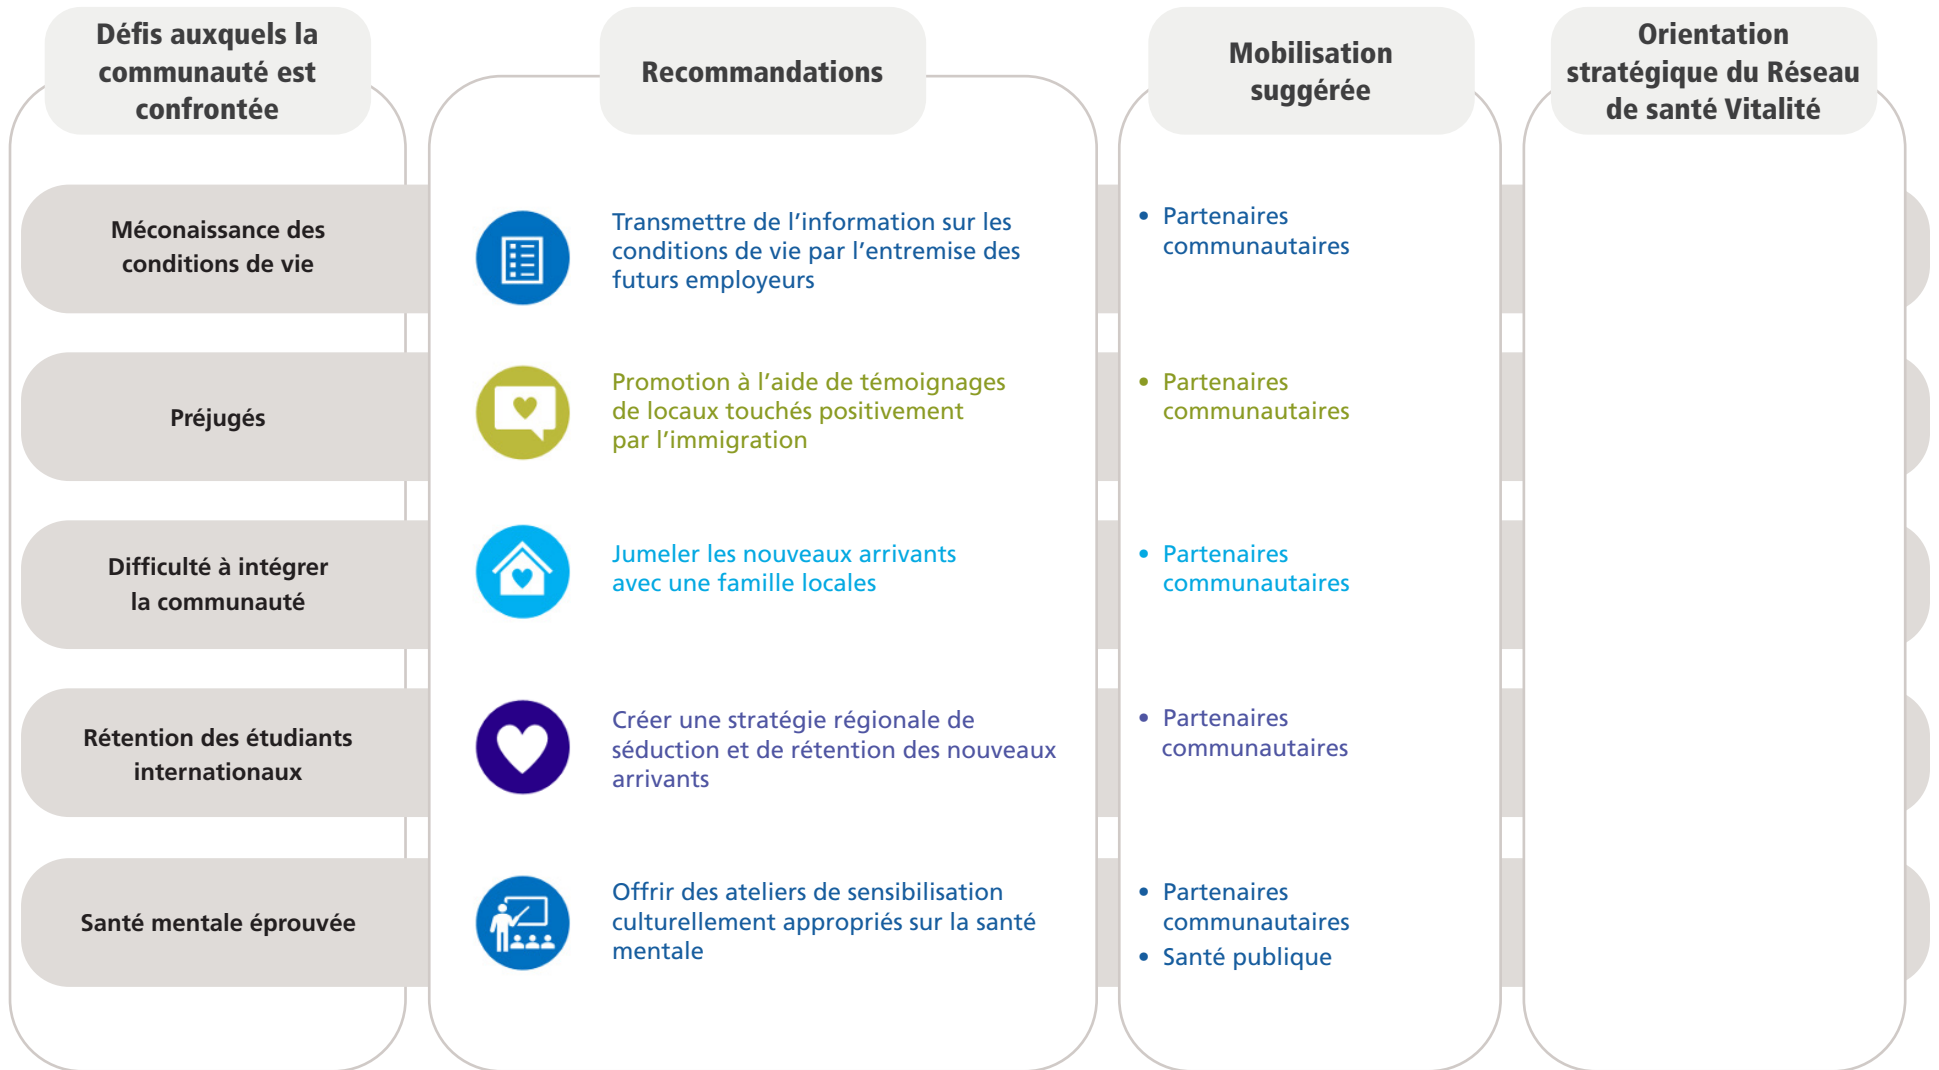 Défis auxquels la
communauté est
confrontée
Recommandations
Mobilisation
suggérée
Orientation
stratégique du Réseau
de santé Vitalité
Méconaissance des
conditions de vie
Transmettre de l’information sur les
conditions de vie par l’entremise des
futurs employeurs
• Partenaires
communautaires
Préjugés
Promotion à l’aide de témoignages
de locaux touchés positivement
par l’immigration
• Partenaires
communautaires
Difficulté à intégrer
la communauté
Jumeler les nouveaux arrivants
avec une famille locales
• Partenaires
communautaires
Rétention des étudiants
internationaux
Créer une stratégie régionale de
séduction et de rétention des nouveaux
arrivants
• Partenaires
communautaires
Santé mentale éprouvée
Offrir des ateliers de sensibilisation
culturellement appropriés sur la santé
mentale
• Partenaires
communautaires
• Santé publique